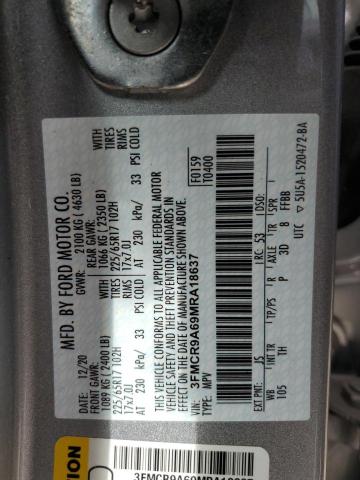 MFD. BY FORD MOTOR CO.
DATE: 12/20 GVWR: 2100 KG ( 4630 LB)
FRONT GAWR: REAR GAWR: WITH
1089 KG (2400 LB) 1066 KG (2350 LB) TIRES
225/65R17 102H 225/65R17 102H RIMS
17x7.0J 17x7.0J
AT 230 kPa/ 33 PSI COLD AT 230 kPa/ 33 PSI COLD
THIS VEHICLE CONFORMS TO ALL APPLICABLE FEDERAL MOTOR
VEHICLE SAFETY AND THEFT PREVENTION STANDARDS IN
EFFECT ON THE DATE OF MANUFACTURE SHOWN ABOVE.
VIN: 3FMCR9A69MRA18637 F0159
TYPE: MPV T0400
EXT PNT: JS RC: 53 DSO:
WB INT TR TP/PS R AXLE TR SPR
105 TH P 3D 8 FFBB
UTC ▽ 5U5A-1520472-BA